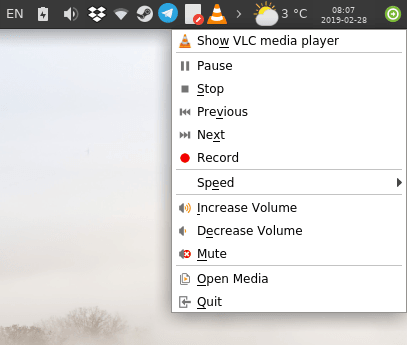 EN
3 °C
08:07
2019-02-28
Show VLC media player
Pause
Stop
Previous
Next
Record
Speed
Increase Volume
Decrease Volume
Mute
Open Media
Quit